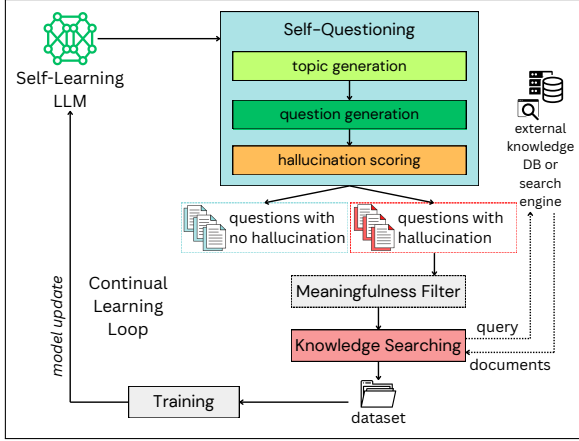 Self-Learning
LLM
Self-Questioning
topic generation
question generation
hallucination scoring
external
knowledge
DB or
search
engine
questions with
no hallucination
questions with
hallucination
Meaningfulness Filter
Continual
Learning
Loop
model update
Knowledge Searching
query
documents
Training
dataset